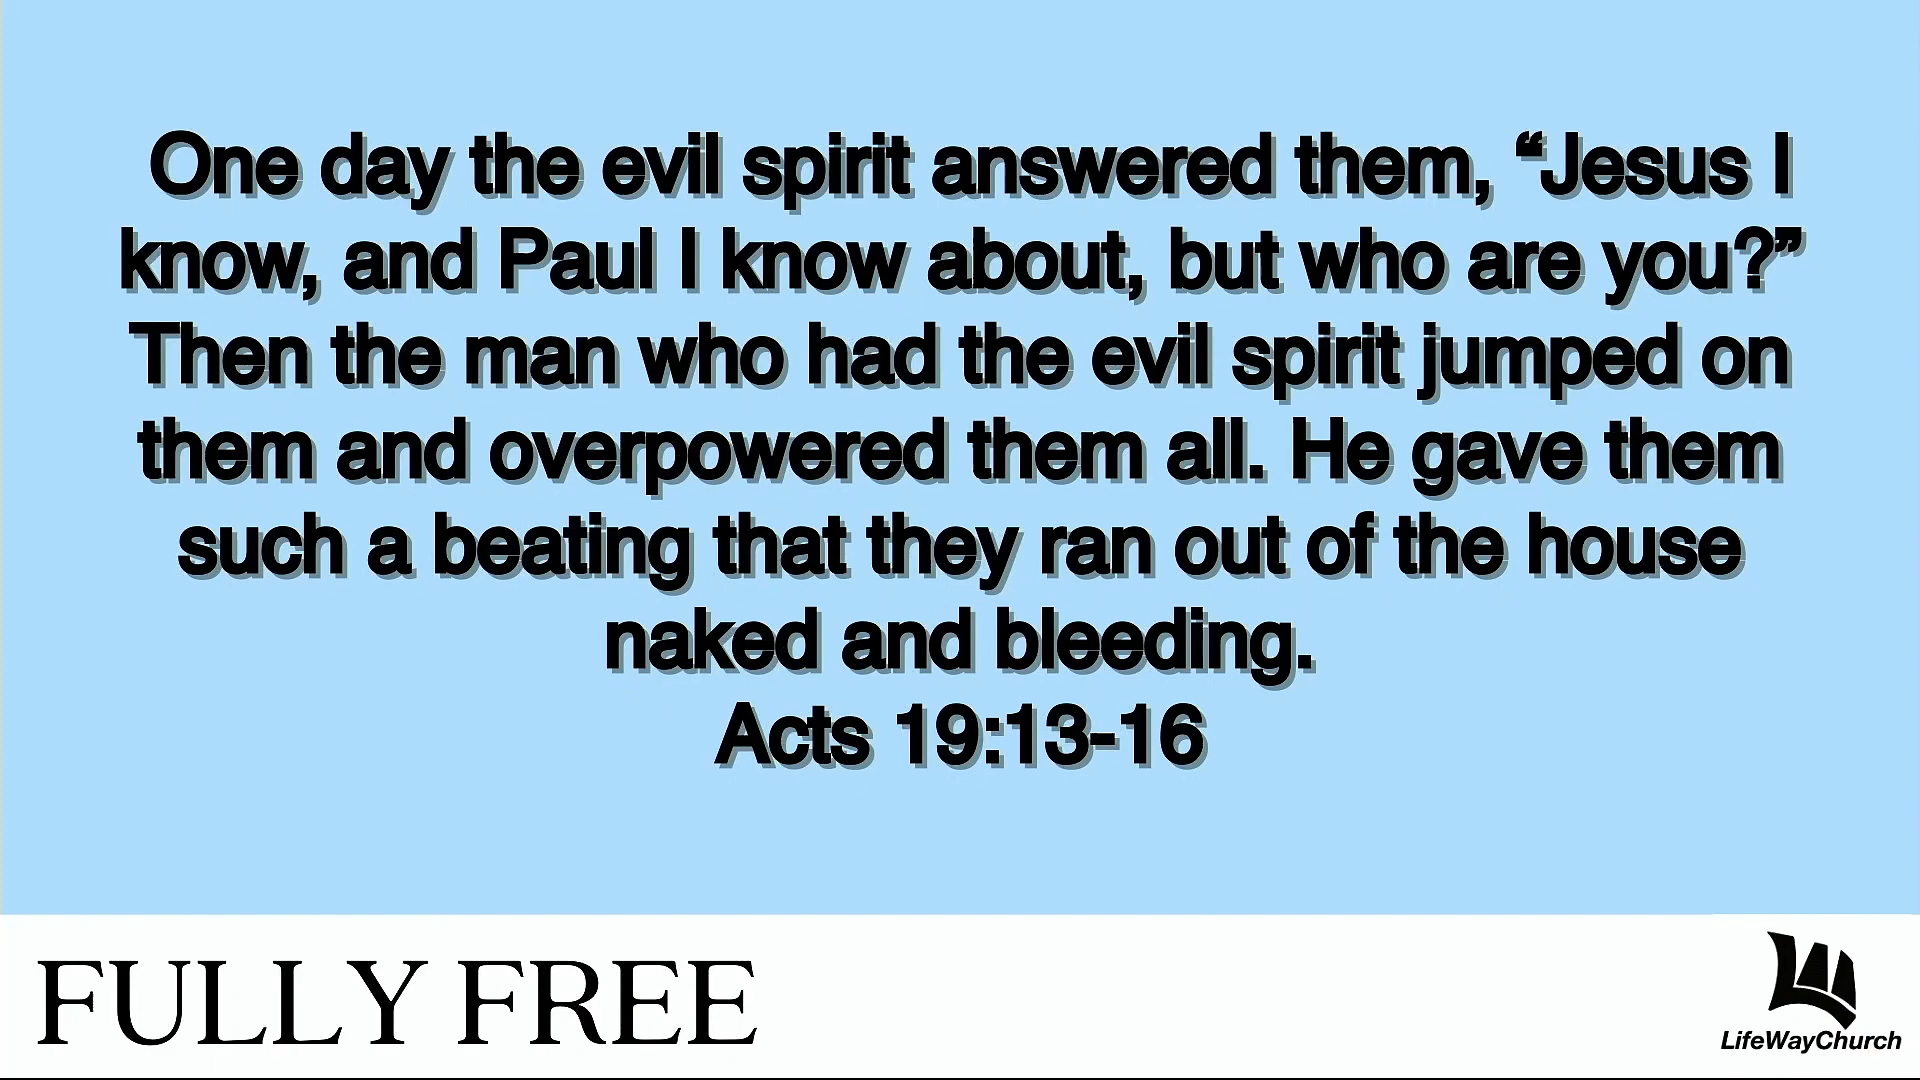 One day the evil spirit answered them, “Jesus I
know, and Paul I know about, but who are you?”
Then the man who had the evil spirit jumped on
them and overpowered them all. He gave them
such a beating that they ran out of the house
naked and bleeding.
Acts 19:13-16
FULLY FREE
LifeWayChurch